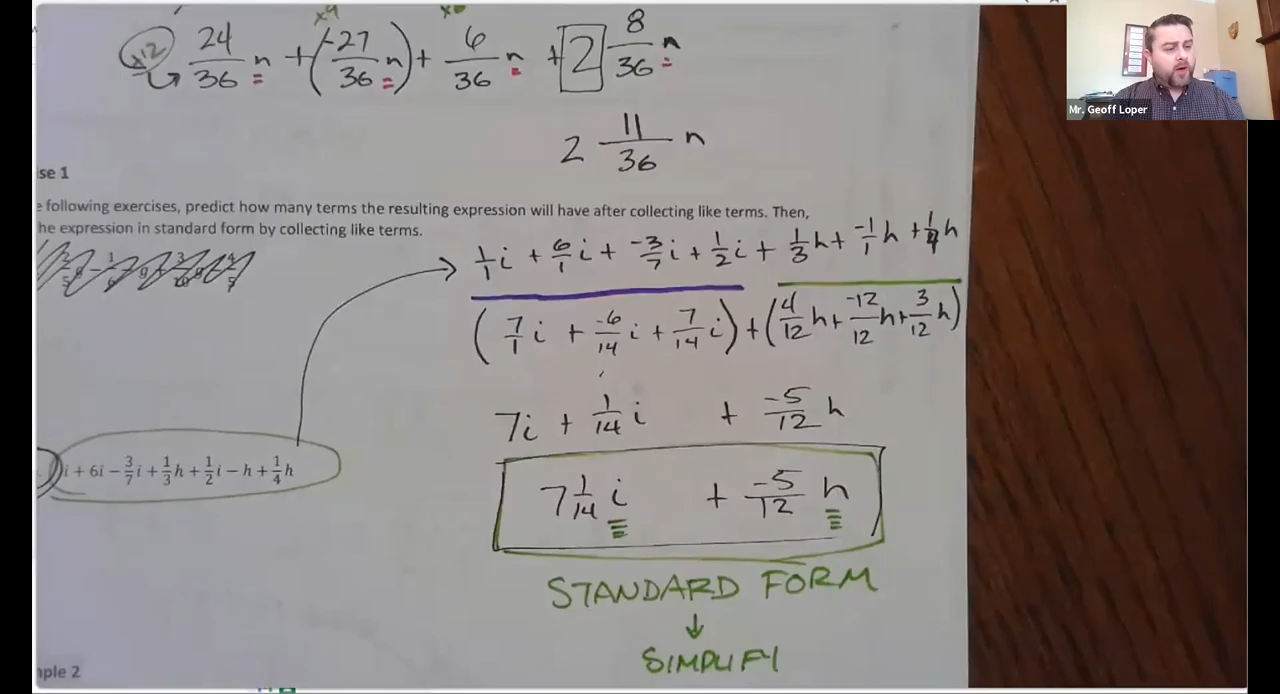 x9
(x12) 24/36 n + (-27/36 n) + 6/36 n + 2 8/36 n
Mr. Geoff Loper
2 11/36 n
se 1
e following exercises, predict how many terms the resulting expression will have after collecting like terms. Then,
he expression in standard form by collecting like terms.
1/1 i + 6/1 i + -3/7 i + 1/2 i + 1/3 h + -1/1 h + 1/4 h
(7/1 i + -6/14 i + 7/14 i) + (4/12 h + -12/12 h + 3/12 h)
7i + 1/14 i + -5/12 h
i + 6i − 3/7 i + 1/3 h + 1/2 i − h + 1/4 h
7 1/14 i + -5/12 h
STANDARD FORM
↓
SIMPLIFY
ple 2